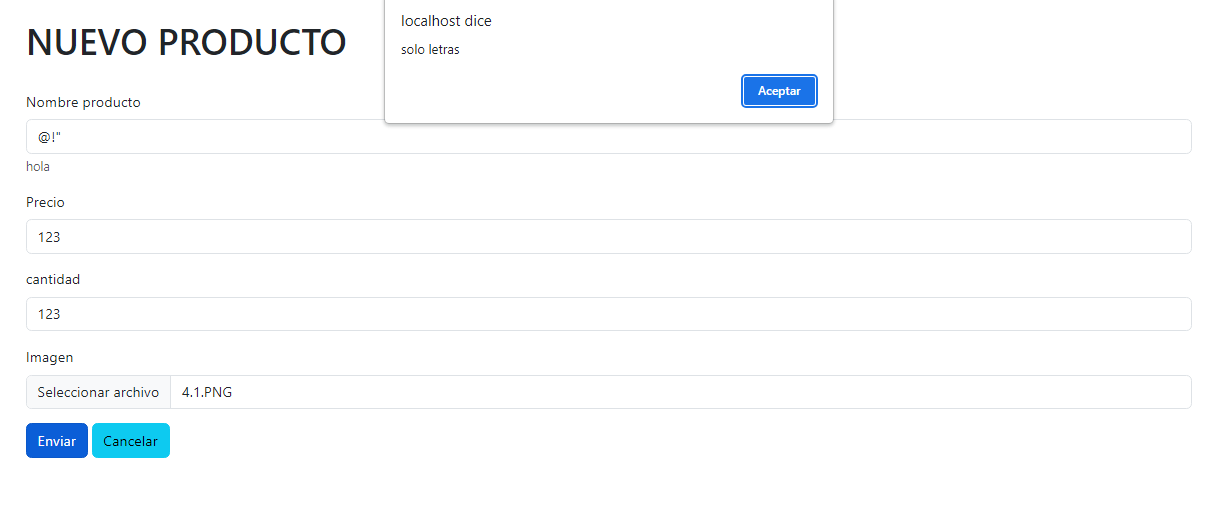 localhost dice
solo letras
Aceptar
NUEVO PRODUCTO
Nombre producto
@!"
hola
Precio
123
cantidad
123
Imagen
Seleccionar archivo 4.1.PNG
Enviar Cancelar